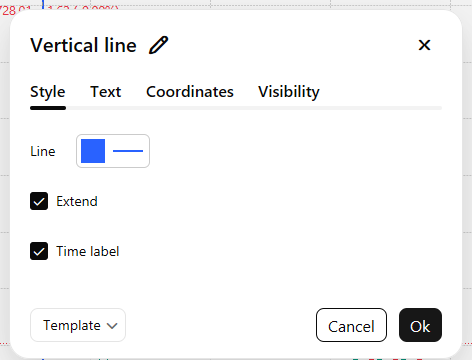 Vertical line
Style Text Coordinates Visibility
Line
Extend
Time label
Template
Cancel Ok